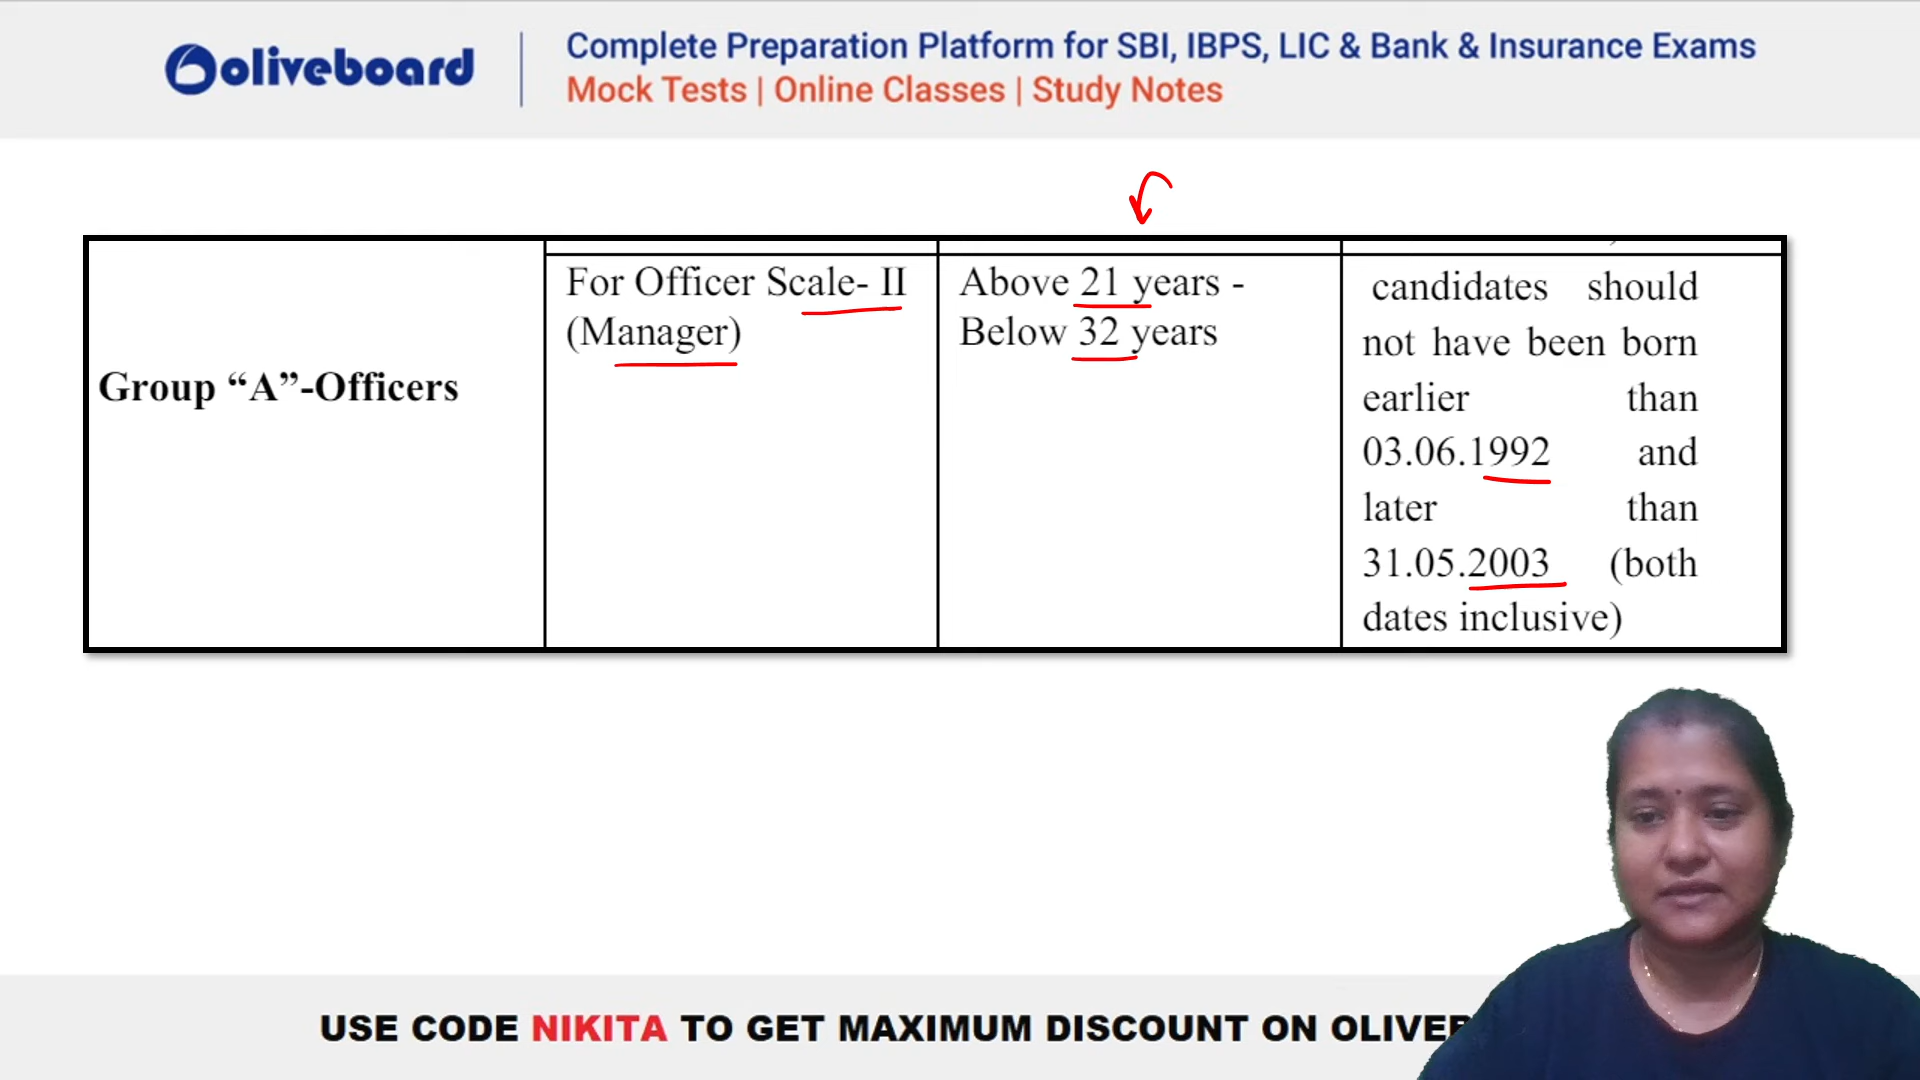 oliveboard
Complete Preparation Platform for SBI, IBPS, LIC & Bank & Insurance Exams
Mock Tests | Online Classes | Study Notes
Group “A”-Officers
For Officer Scale- II
(Manager)
Above 21 years -
Below 32 years
candidates should
not have been born
earlier than
03.06.1992 and
later than
31.05.2003 (both
dates inclusive)
USE CODE NIKITA TO GET MAXIMUM DISCOUNT ON